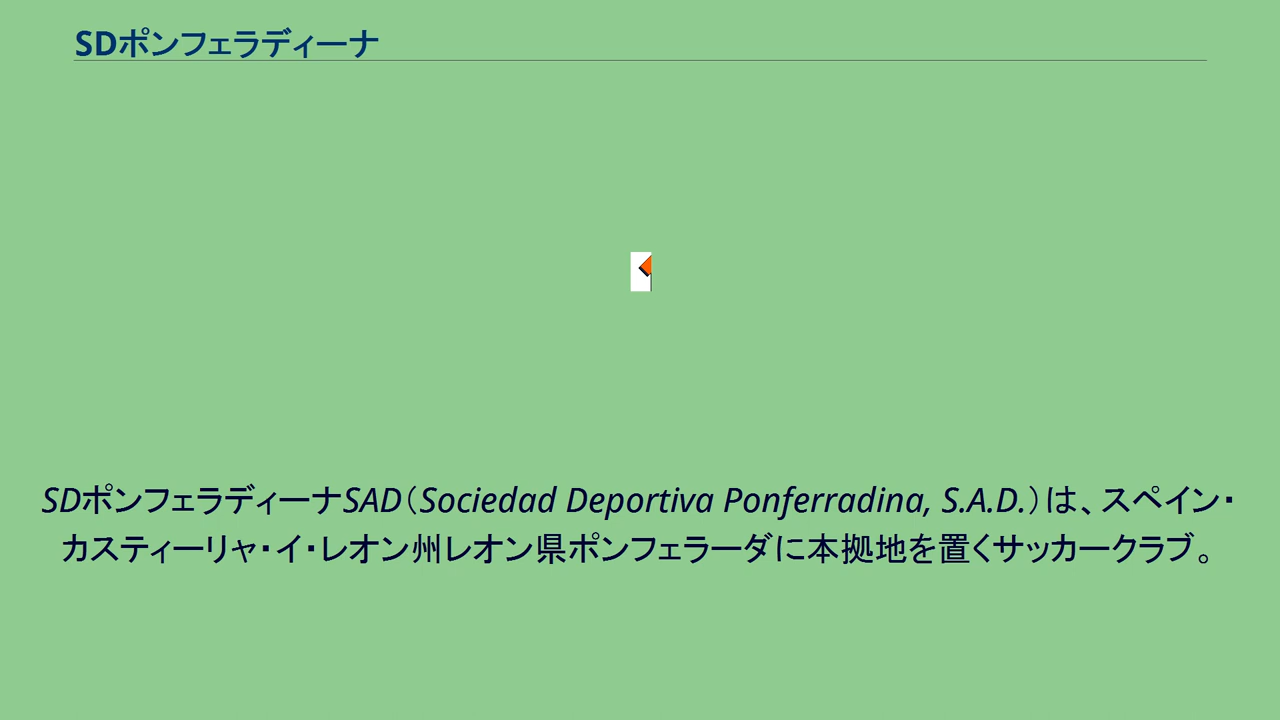 SDポンフェラディーナ
SDポンフェラディーナSAD（Sociedad Deportiva Ponferradina, S.A.D.）は、スペイン・
カスティーリャ・イ・レオン州レオン県ポンフェラーダに本拠地を置くサッカークラブ。